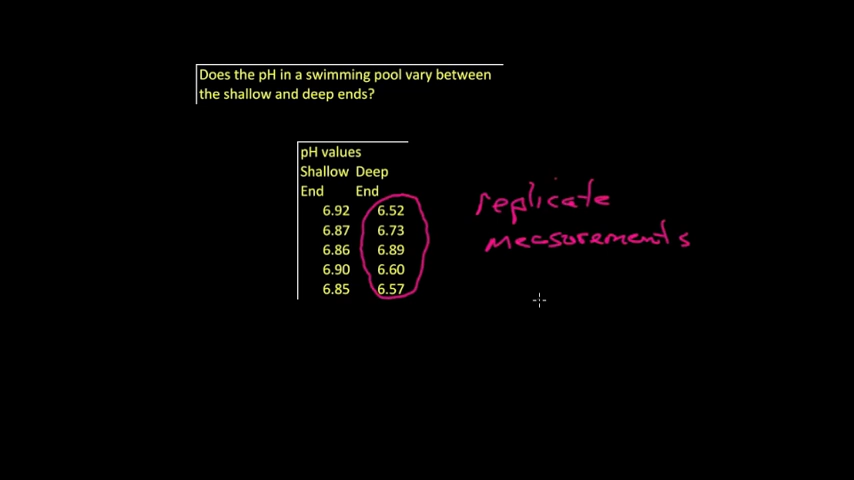 Does the pH in a swimming pool vary between
the shallow and deep ends?
pH values
Shallow Deep
End End
6.92 6.52
6.87 6.73
6.86 6.89
6.90 6.60
6.85 6.57
replicate
measurements